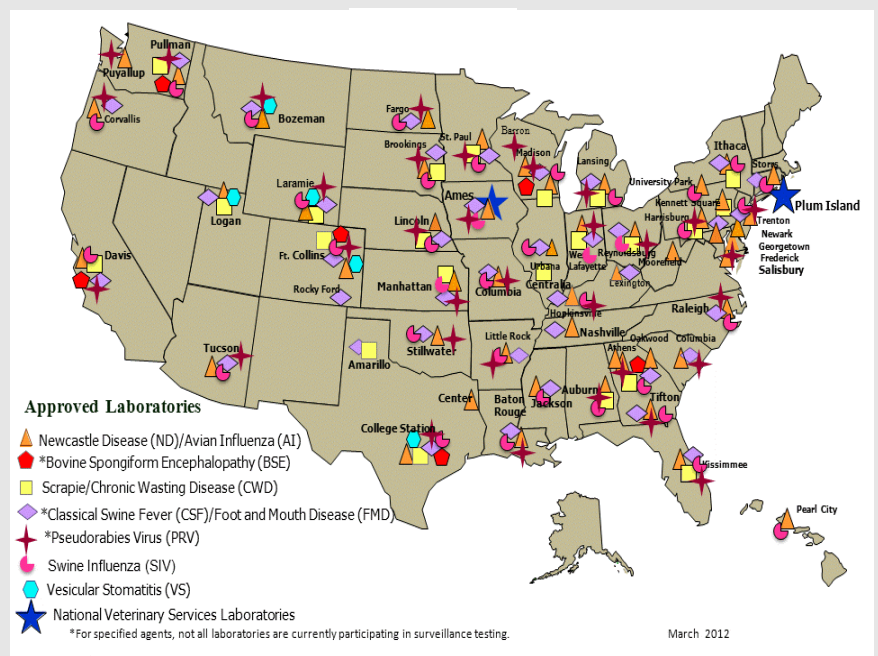 Pullman
Puyallup
Corvallis
Bozeman
Fargo
Brookings
St. Paul
Barron
Madison
Lansing
Ithaca
Storrs
University Park
Kennett Square
Harrisburg
Plum Island
Trenton
Newark
Georgetown
Frederick
Salisbury
Ames
Laramie
Logan
Lincoln
Davis
Ft. Collins
Rocky Ford
Manhattan
Columbia
Urbana
Centralia
West
Lafayette
Reynoldsburg
Moorefield
Lexington
Hopkinsville
Nashville
Raleigh
Tucson
Amarillo
Stillwater
Little Rock
Athens
Oakwood
Columbia
Center
Baton
Rouge
Jackson
Auburn
Tifton
College Station
Kissimmee
Pearl City
Approved Laboratories
Newcastle Disease (ND)/Avian Influenza (AI)
*Bovine Spongiform Encephalopathy (BSE)
Scrapie/Chronic Wasting Disease (CWD)
*Classical Swine Fever (CSF)/Foot and Mouth Disease (FMD)
*Pseudorabies Virus (PRV)
Swine Influenza (SIV)
Vesicular Stomatitis (VS)
National Veterinary Services Laboratories
*For specified agents, not all laboratories are currently participating in surveillance testing.
March 2012